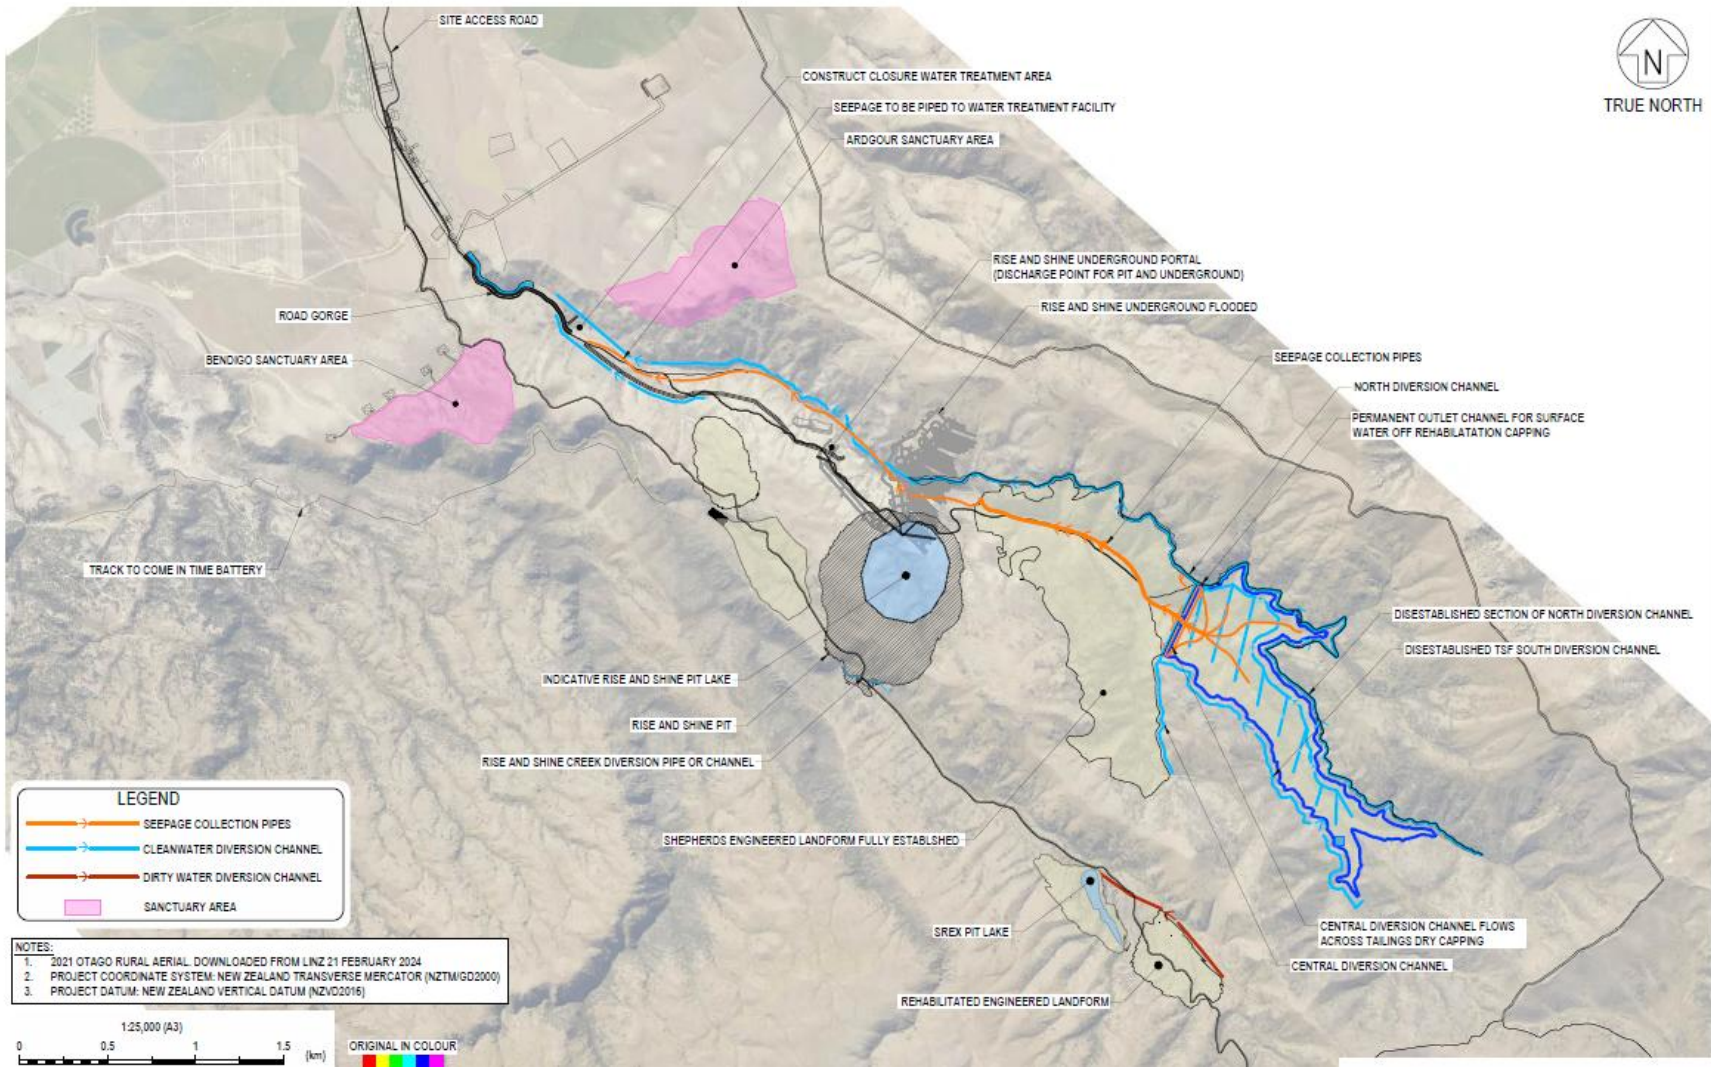 SITE ACCESS ROAD
N
TRUE NORTH
CONSTRUCT CLOSURE WATER TREATMENT AREA
SEEPAGE TO BE PIPED TO WATER TREATMENT FACILITY
ARDGOUR SANCTUARY AREA
RISE AND SHINE UNDERGROUND PORTAL
(DISCHARGE POINT FOR PIT AND UNDERGROUND)
RISE AND SHINE UNDERGROUND FLOODED
ROAD GORGE
BENDIGO SANCTUARY AREA
SEEPAGE COLLECTION PIPES
NORTH DIVERSION CHANNEL
PERMANENT OUTLET CHANNEL FOR SURFACE
WATER OFF REHABILATATION CAPPING
TRACK TO COME IN TIME BATTERY
DISESTABLISHED SECTION OF NORTH DIVERSION CHANNEL
DISESTABLISHED TSF SOUTH DIVERSION CHANNEL
INDICATIVE RISE AND SHINE PIT LAKE
RISE AND SHINE PIT
RISE AND SHINE CREEK DIVERSION PIPE OR CHANNEL
SHEPHERDS ENGINEERED LANDFORM FULLY ESTABLSHED
SREX PIT LAKE
CENTRAL DIVERSION CHANNEL FLOWS
ACROSS TAILINGS DRY CAPPING
CENTRAL DIVERSION CHANNEL
REHABILITATED ENGINEERED LANDFORM
LEGEND
SEEPAGE COLLECTION PIPES
CLEANWATER DIVERSION CHANNEL
DIRTY WATER DIVERSION CHANNEL
SANCTUARY AREA
NOTES:
1. 2021 OTAGO RURAL AERIAL. DOWNLOADED FROM LINZ 21 FEBRUARY 2024
2. PROJECT COORDINATE SYSTEM: NEW ZEALAND TRANSVERSE MERCATOR (NZTM/GD2000)
3. PROJECT DATUM: NEW ZEALAND VERTICAL DATUM (NZVD2016)
1:25,000 (A3)
0 0.5 1 1.5 (km)
ORIGINAL IN COLOUR